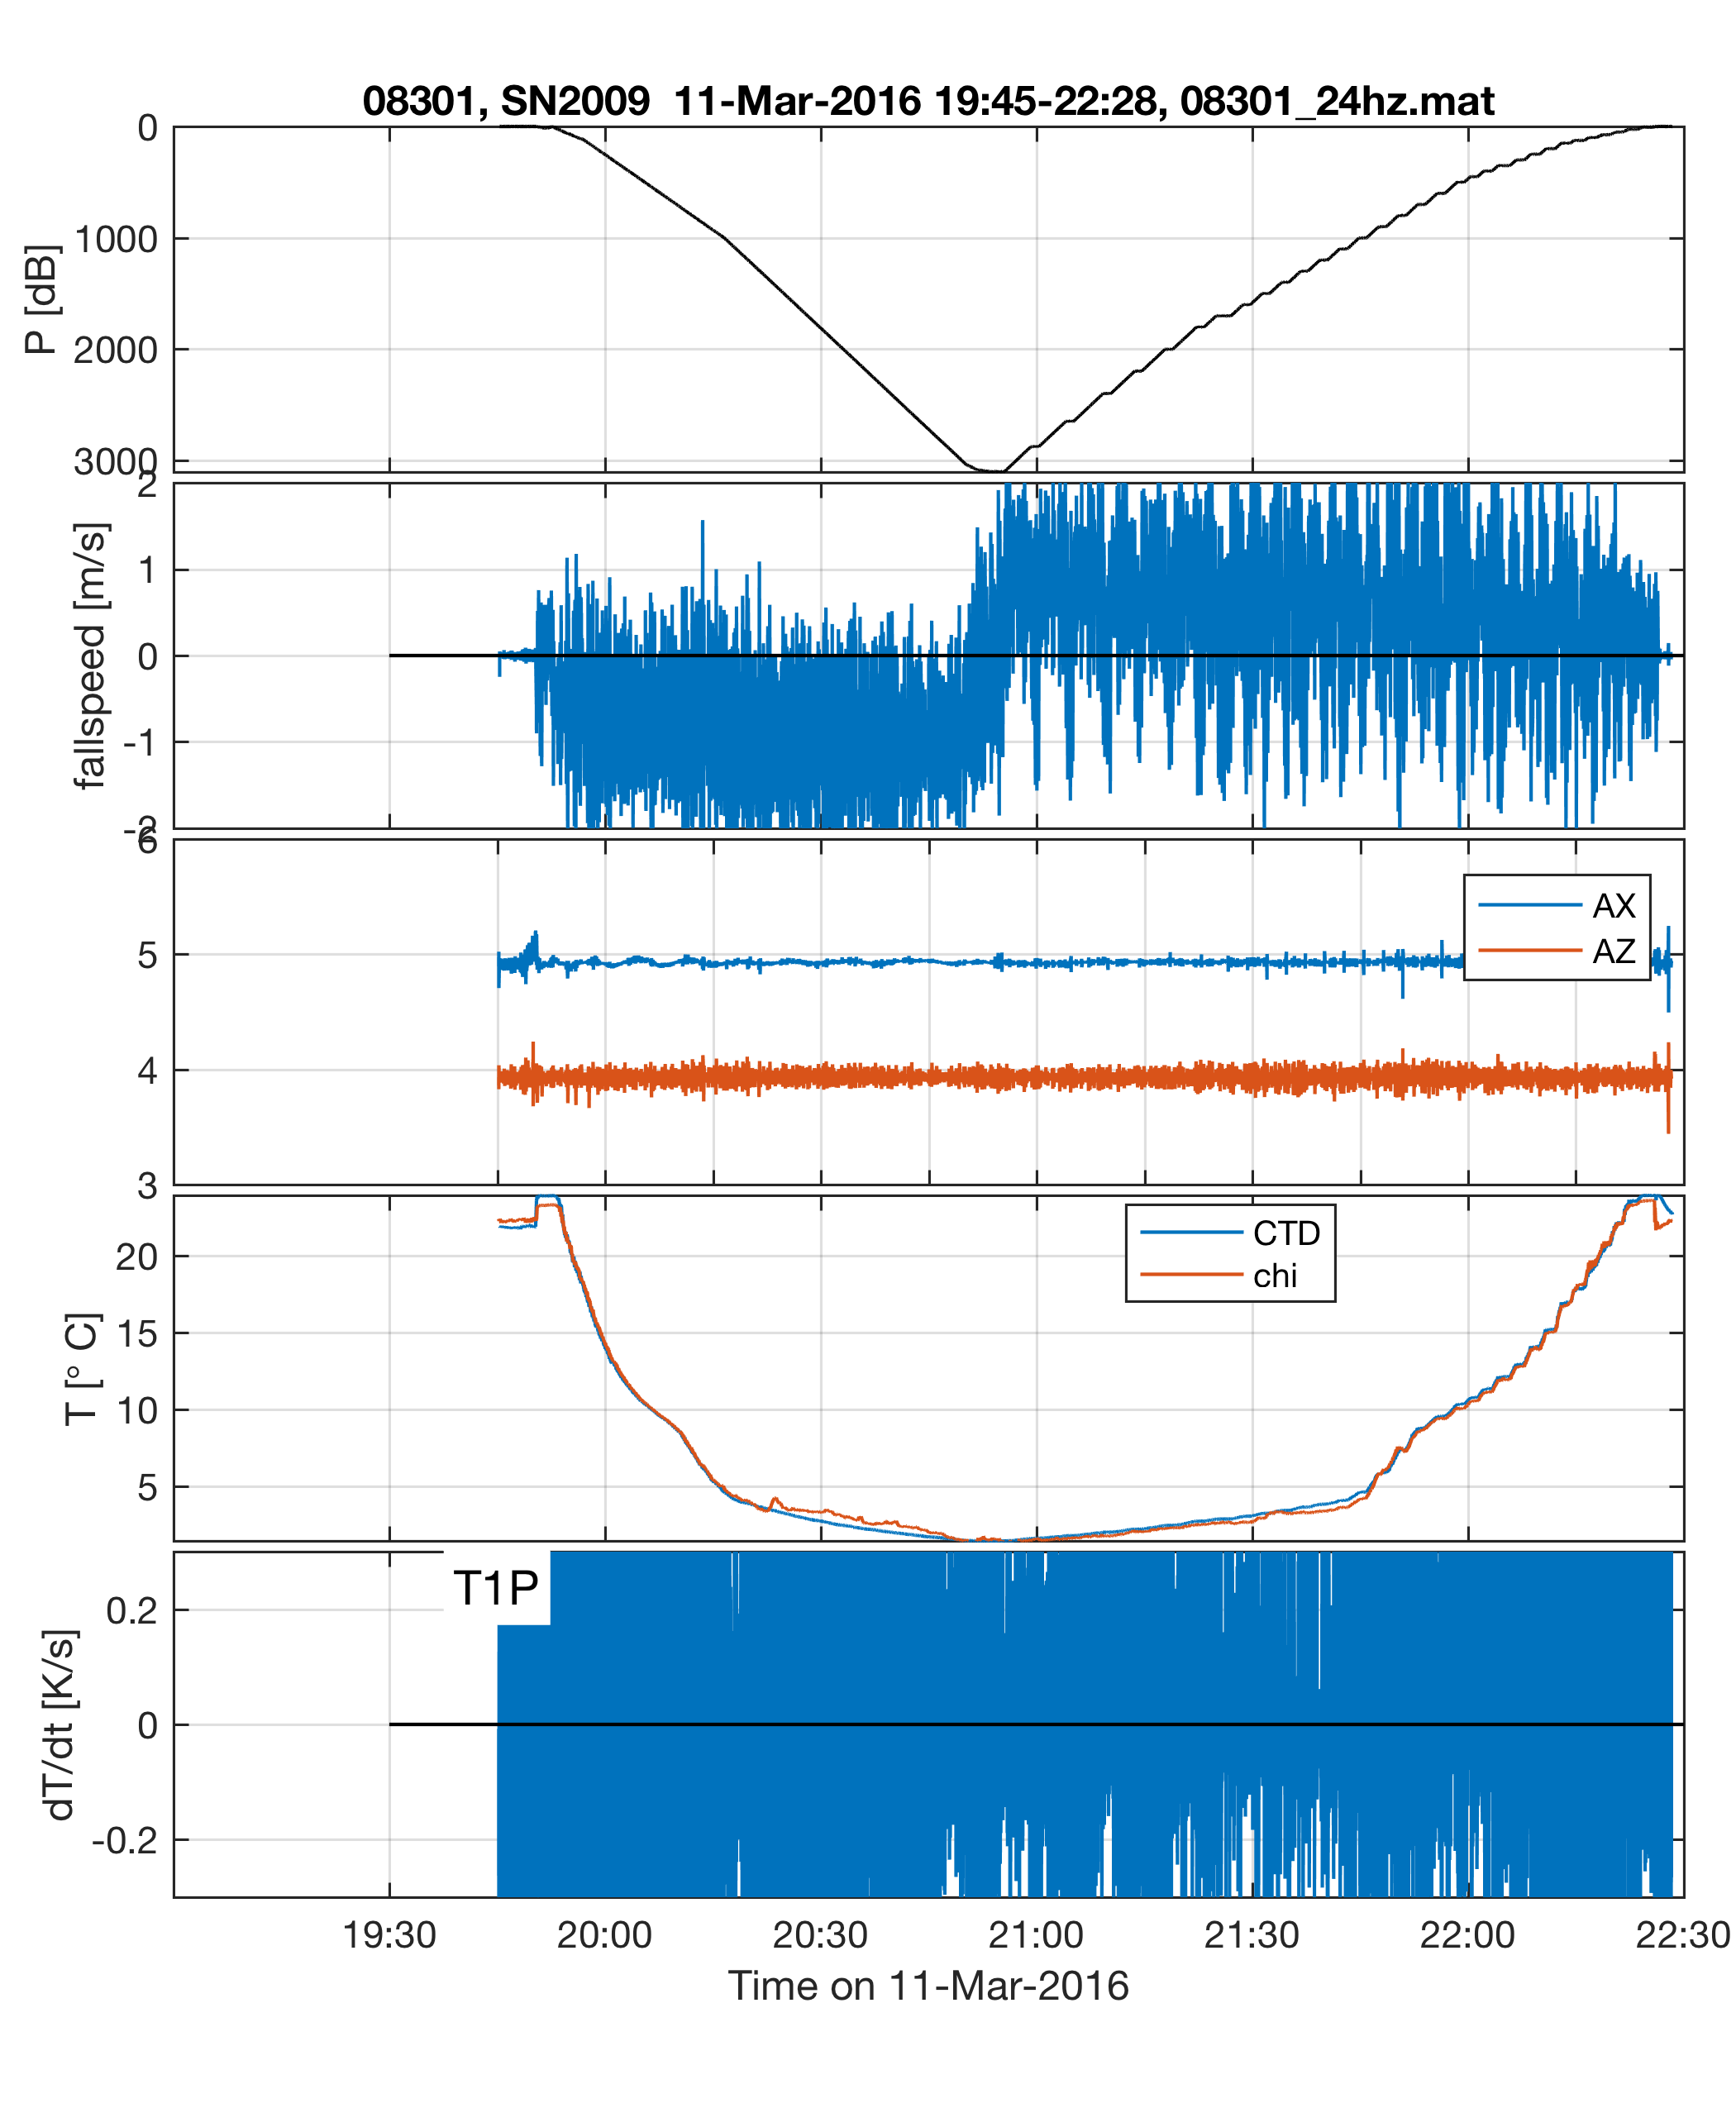 08301, SN2009  11-Mar-2016 19:45-22:28, 08301_24hz.mat
0
1000
2000
3000
P [dB]
2
1
0
-1
-2
fallspeed [m/s]
6
5
4
3
AX
AZ
20
15
10
5
T [° C]
CTD
chi
T1P
0.2
0
-0.2
dT/dt [K/s]
19:30 20:00 20:30 21:00 21:30 22:00 22:30
Time on 11-Mar-2016